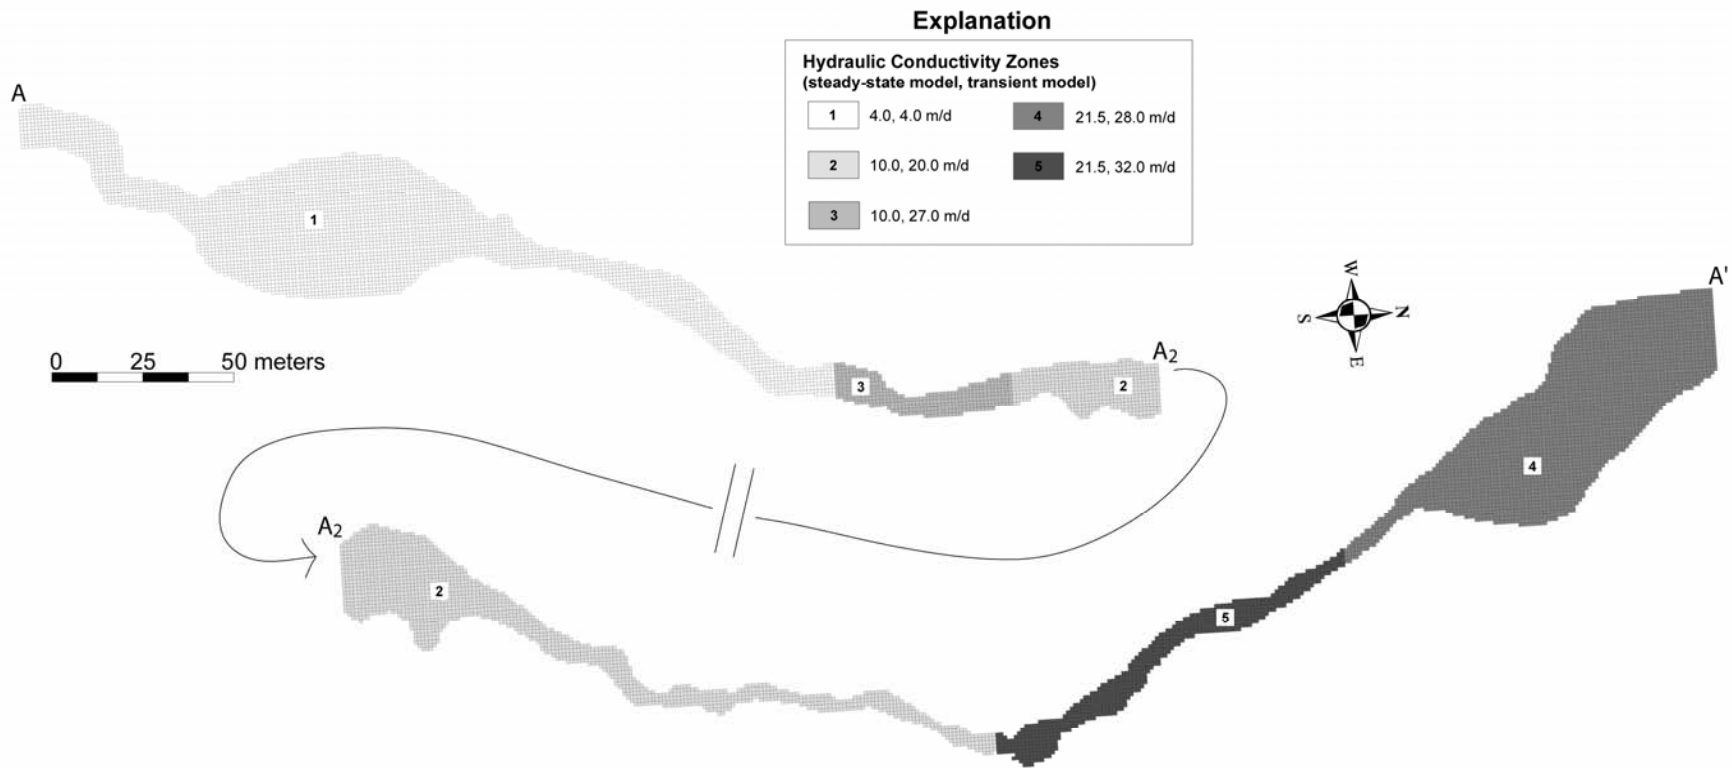 Explanation
Hydraulic Conductivity Zones
(steady-state model, transient model)
1 4.0, 4.0 m/d
4 21.5, 28.0 m/d
2 10.0, 20.0 m/d
5 21.5, 32.0 m/d
3 10.0, 27.0 m/d
A
1
0 25 50 meters
3
2
A₂
W
S N
E
A'
4
A₂
2
5